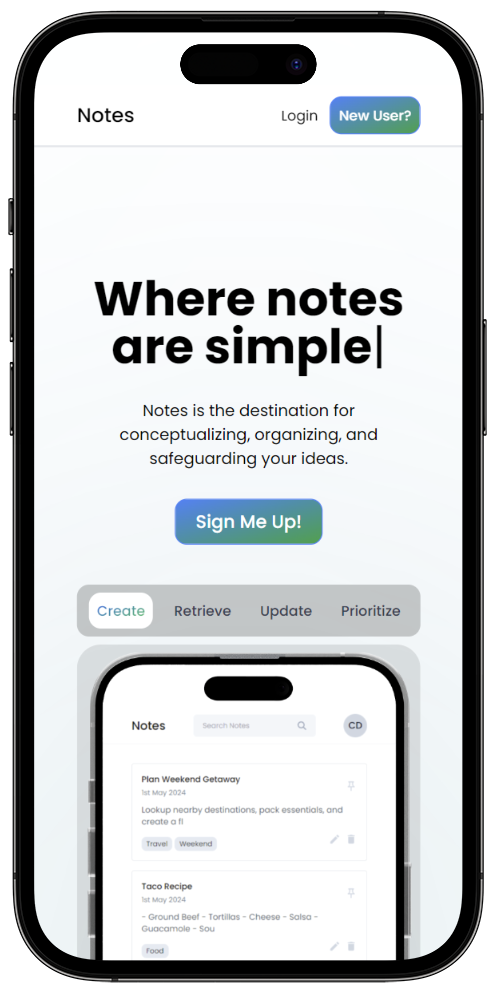 Notes
Login
New User?
Where notes
are simple
Notes is the destination for
conceptualizing, organizing, and
safeguarding your ideas.
Sign Me Up!
Create
Retrieve
Update
Prioritize
Notes
Search Notes
CD
Plan Weekend Getaway
1st May 2024
Lookup nearby destinations, pack essentials, and
create a fl
Travel
Weekend
Taco Recipe
1st May 2024
- Ground Beef - Tortillas - Cheese - Salsa -
Guacamole - Sou
Food